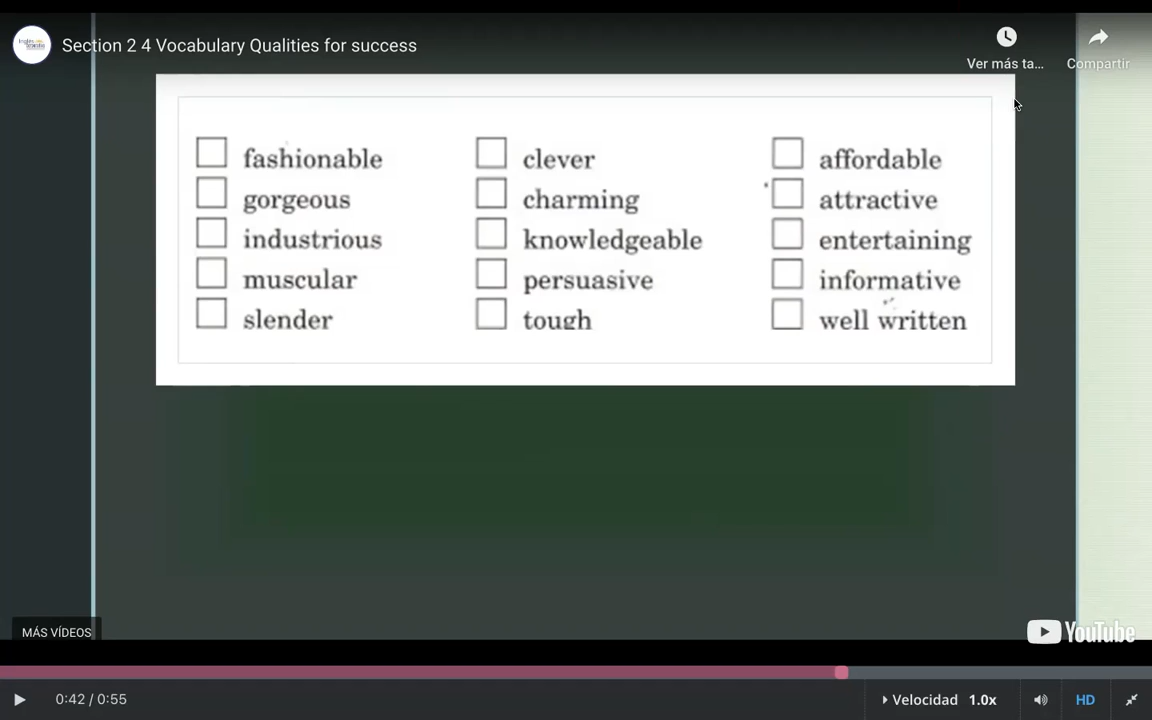 Section 2 4 Vocabulary Qualities for success
Ver más ta...
Compartir
fashionable
gorgeous
industrious
muscular
slender
clever
charming
knowledgeable
persuasive
tough
affordable
attractive
entertaining
informative
well written
MÁS VÍDEOS
YouTube
0:42 / 0:55
Velocidad 1.0x
HD